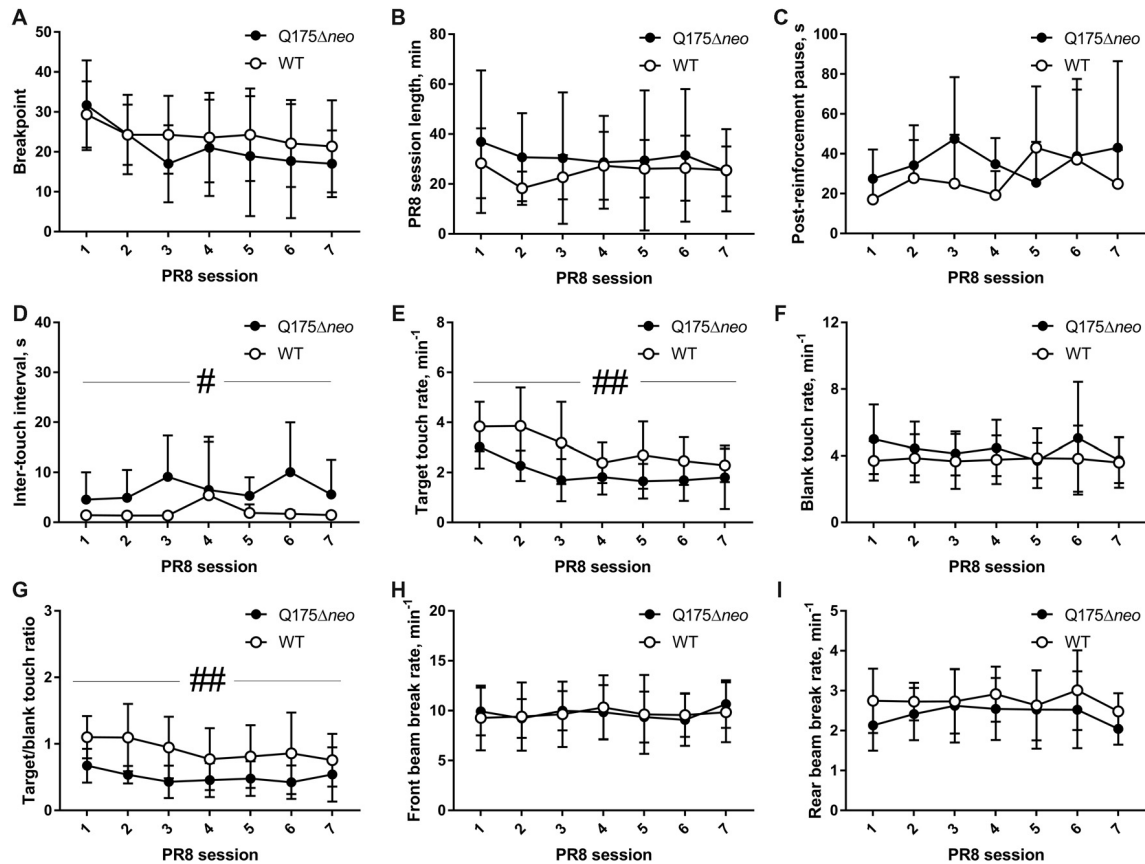 A
Breakpoint
50
40
30
20
10
0
Q175Δneo
WT
1 2 3 4 5 6 7
PR8 session
B
PR8 session length, min
80
60
40
20
0
Q175Δneo
WT
1 2 3 4 5 6 7
PR8 session
C
Post-reinforcement pause, s
100
80
60
40
20
0
Q175Δneo
WT
1 2 3 4 5 6 7
PR8 session
D
Inter-touch interval, s
40
30
20
10
0
Q175Δneo
WT
#
1 2 3 4 5 6 7
PR8 session
E
Target touch rate, min-1
8
6
4
2
0
Q175Δneo
WT
##
1 2 3 4 5 6 7
PR8 session
F
Blank touch rate, min-1
12
8
4
0
Q175Δneo
WT
1 2 3 4 5 6 7
PR8 session
G
Target/blank touch ratio
3
2
1
0
Q175Δneo
WT
##
1 2 3 4 5 6 7
PR8 session
H
Front beam break rate, min-1
20
15
10
5
0
Q175Δneo
WT
1 2 3 4 5 6 7
PR8 session
I
Rear beam break rate, min-1
5
4
3
2
1
0
Q175Δneo
WT
1 2 3 4 5 6 7
PR8 session